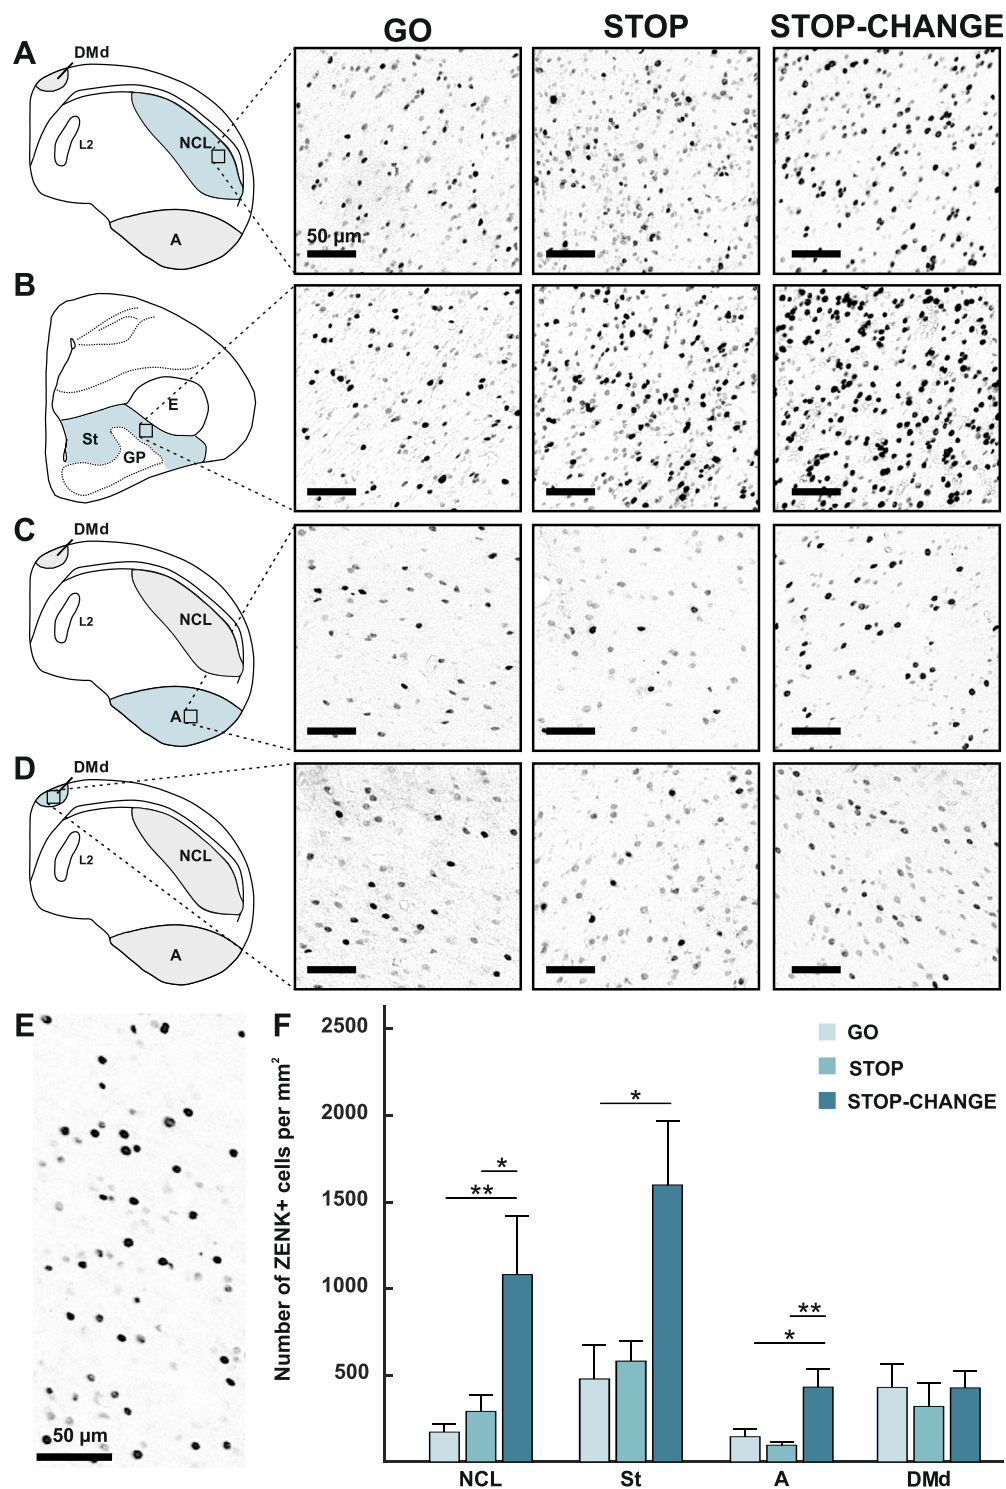 GO STOP STOP-CHANGE
A
DMd
L2
NCL
A
50 µm
B
E
St
GP
C
DMd
L2
NCL
A
D
DMd
L2
NCL
A
E
50 µm
F
Number of ZENK+ cells per mm²
2500
2000
1500
1000
500
GO
STOP
STOP-CHANGE
*
*
**
**
*
NCL St A DMd